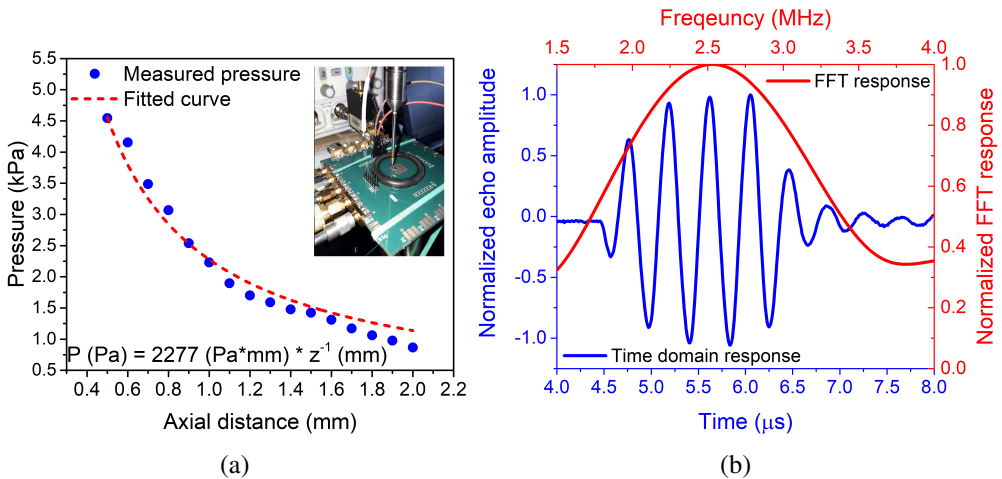 5.5
5.0
4.5
4.0
3.5
3.0
2.5
2.0
1.5
1.0
0.5
Pressure (kPa)
Measured pressure
Fitted curve
P (Pa) = 2277 (Pa*mm) * z⁻¹ (mm)
0.4 0.6 0.8 1.0 1.2 1.4 1.6 1.8 2.0 2.2
Axial distance (mm)
(a)
Freqeuncy (MHz)
1.5 2.0 2.5 3.0 3.5 4.0
1.0
0.5
0.0
-0.5
-1.0
Normalized echo amplitude
FFT response
Time domain response
1.0
0.8
0.6
0.4
0.2
0.0
Normalized FFT response
4.0 4.5 5.0 5.5 6.0 6.5 7.0 7.5 8.0
Time (μs)
(b)